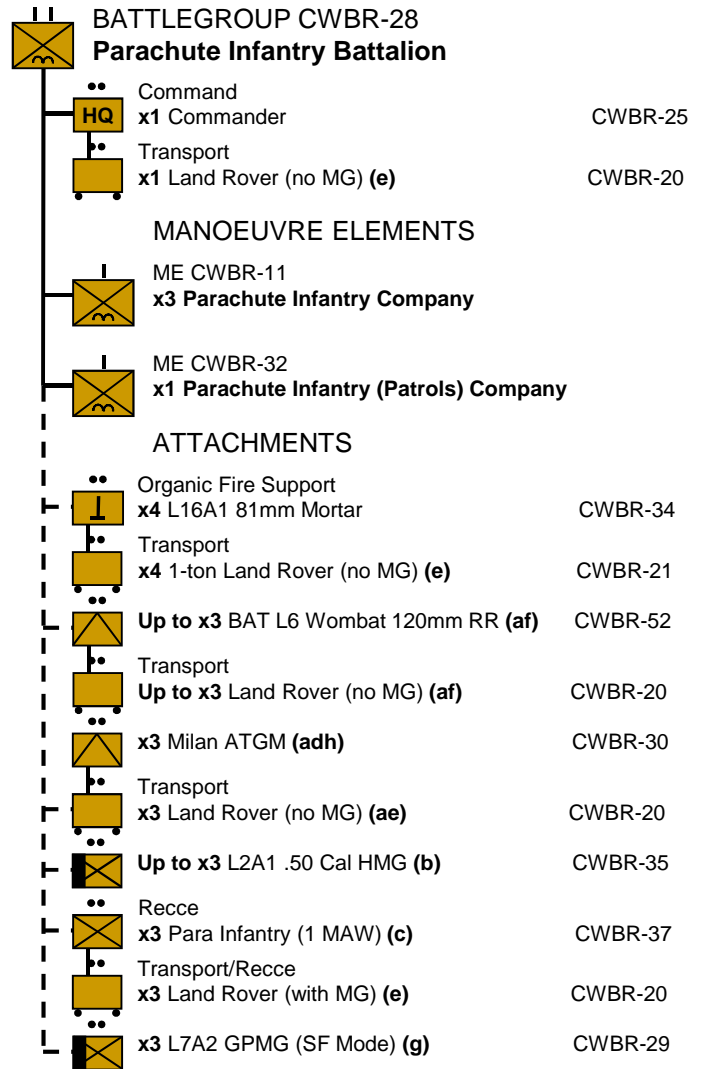 BATTLEGROUP CWBR-28
Parachute Infantry Battalion
Command
HQ x1 Commander CWBR-25
Transport
x1 Land Rover (no MG) (e) CWBR-20
MANOEUVRE ELEMENTS
ME CWBR-11
x3 Parachute Infantry Company
ME CWBR-32
x1 Parachute Infantry (Patrols) Company
ATTACHMENTS
Organic Fire Support
x4 L16A1 81mm Mortar CWBR-34
Transport
x4 1-ton Land Rover (no MG) (e) CWBR-21
Up to x3 BAT L6 Wombat 120mm RR (af) CWBR-52
Transport
Up to x3 Land Rover (no MG) (af) CWBR-20
x3 Milan ATGM (adh) CWBR-30
Transport
x3 Land Rover (no MG) (ae) CWBR-20
Up to x3 L2A1 .50 Cal HMG (b) CWBR-35
Recce
x3 Para Infantry (1 MAW) (c) CWBR-37
Transport/Recce
x3 Land Rover (with MG) (e) CWBR-20
x3 L7A2 GPMG (SF Mode) (g) CWBR-29